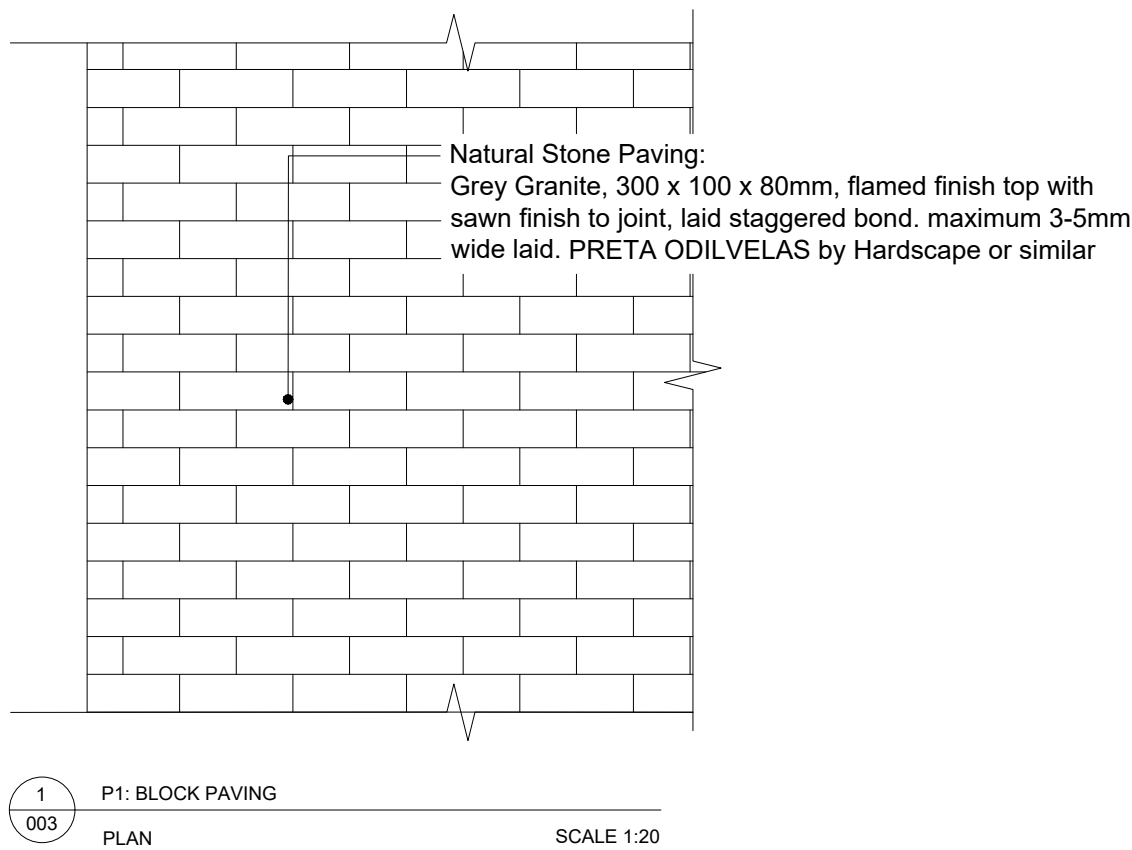 Natural Stone Paving:
Grey Granite, 300 x 100 x 80mm, flamed finish top with
sawn finish to joint, laid staggered bond. maximum 3-5mm
wide laid. PRETA ODILVELAS by Hardscape or similar
1
003
P1: BLOCK PAVING
PLAN
SCALE 1:20